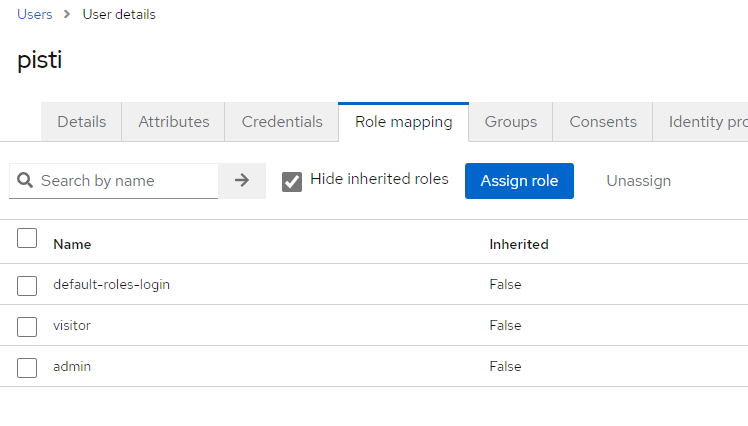 Users > User details
pisti
Details Attributes Credentials Role mapping Groups Consents Identity pro
Search by name Hide inherited roles Assign role Unassign
Name Inherited
default-roles-login False
visitor False
admin False